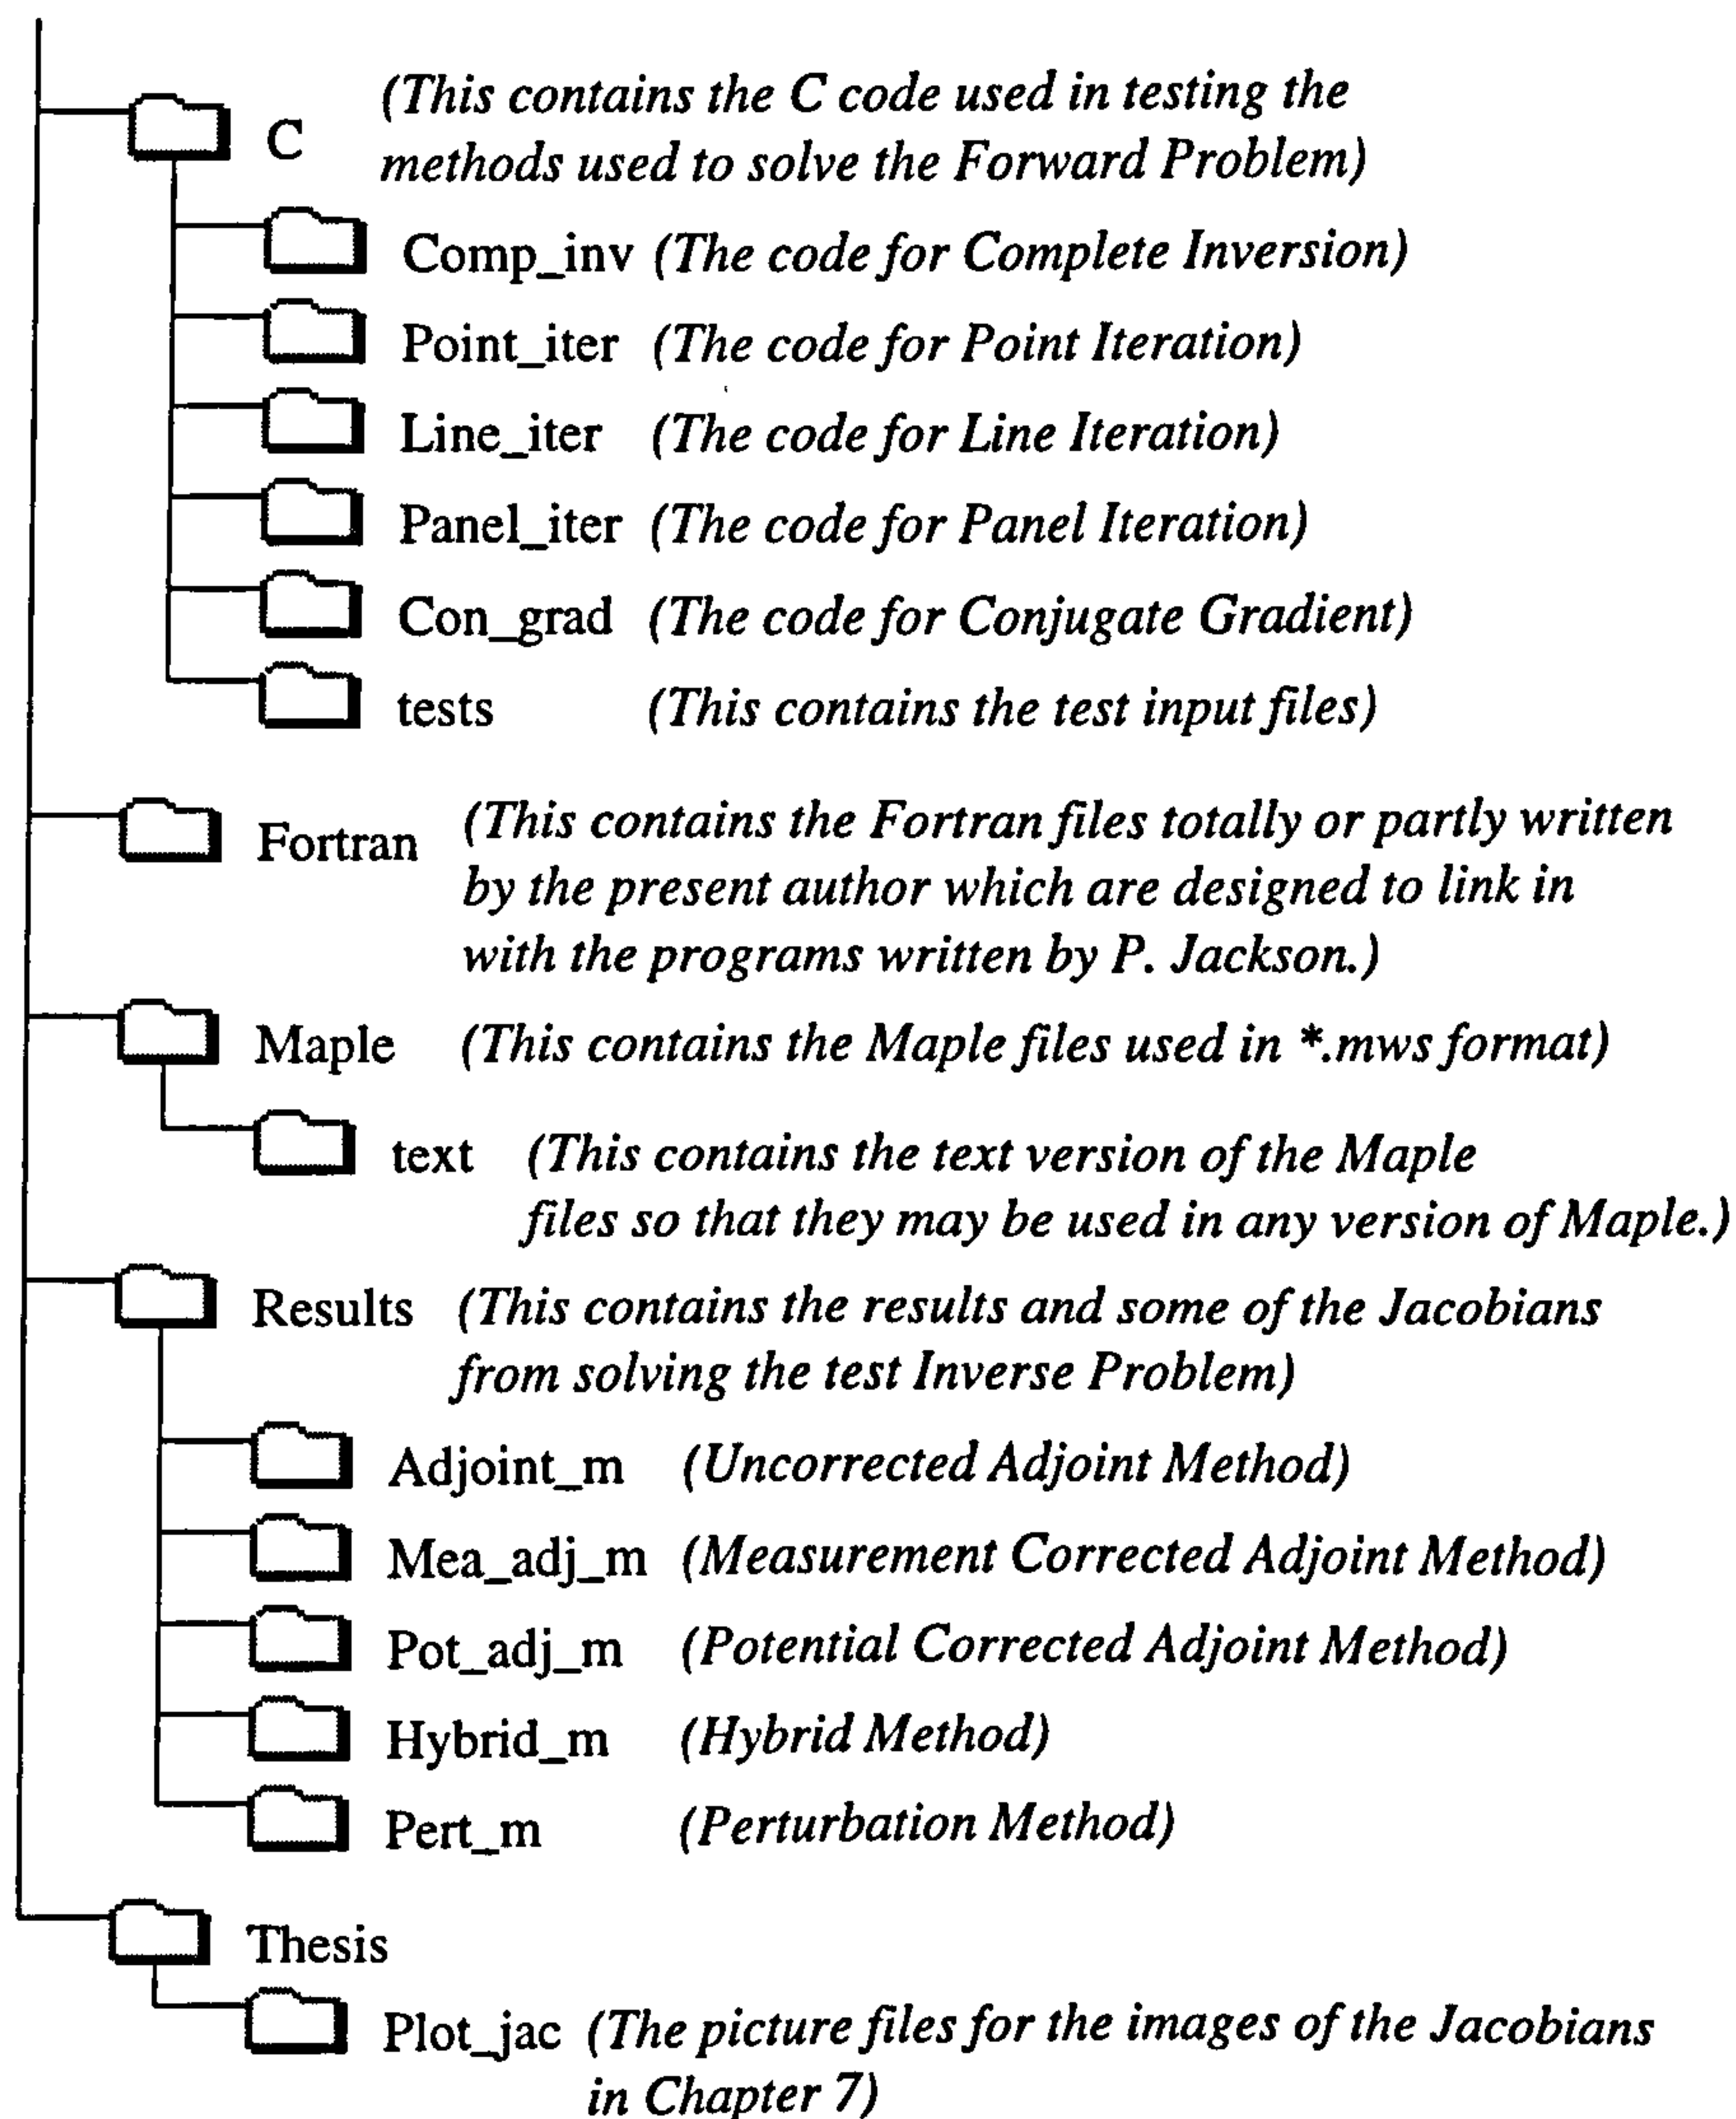 C (This contains the C code used in testing the
methods used to solve the Forward Problem)
Comp_inv (The code for Complete Inversion)
Point_iter (The code for Point Iteration)
Line_iter (The code for Line Iteration)
Panel_iter (The code for Panel Iteration)
Con_grad (The code for Conjugate Gradient)
tests (This contains the test input files)
Fortran (This contains the Fortran files totally or partly written
by the present author which are designed to link in
with the programs written by P. Jackson.)
Maple (This contains the Maple files used in *.mws format)
text (This contains the text version of the Maple
files so that they may be used in any version of Maple.)
Results (This contains the results and some of the Jacobians
from solving the test Inverse Problem)
Adjoint_m (Uncorrected Adjoint Method)
Mea_adj_m (Measurement Corrected Adjoint Method)
Pot_adj_m (Potential Corrected Adjoint Method)
Hybrid_m (Hybrid Method)
Pert_m (Perturbation Method)
Thesis
Plot_jac (The picture files for the images of the Jacobians
in Chapter 7)